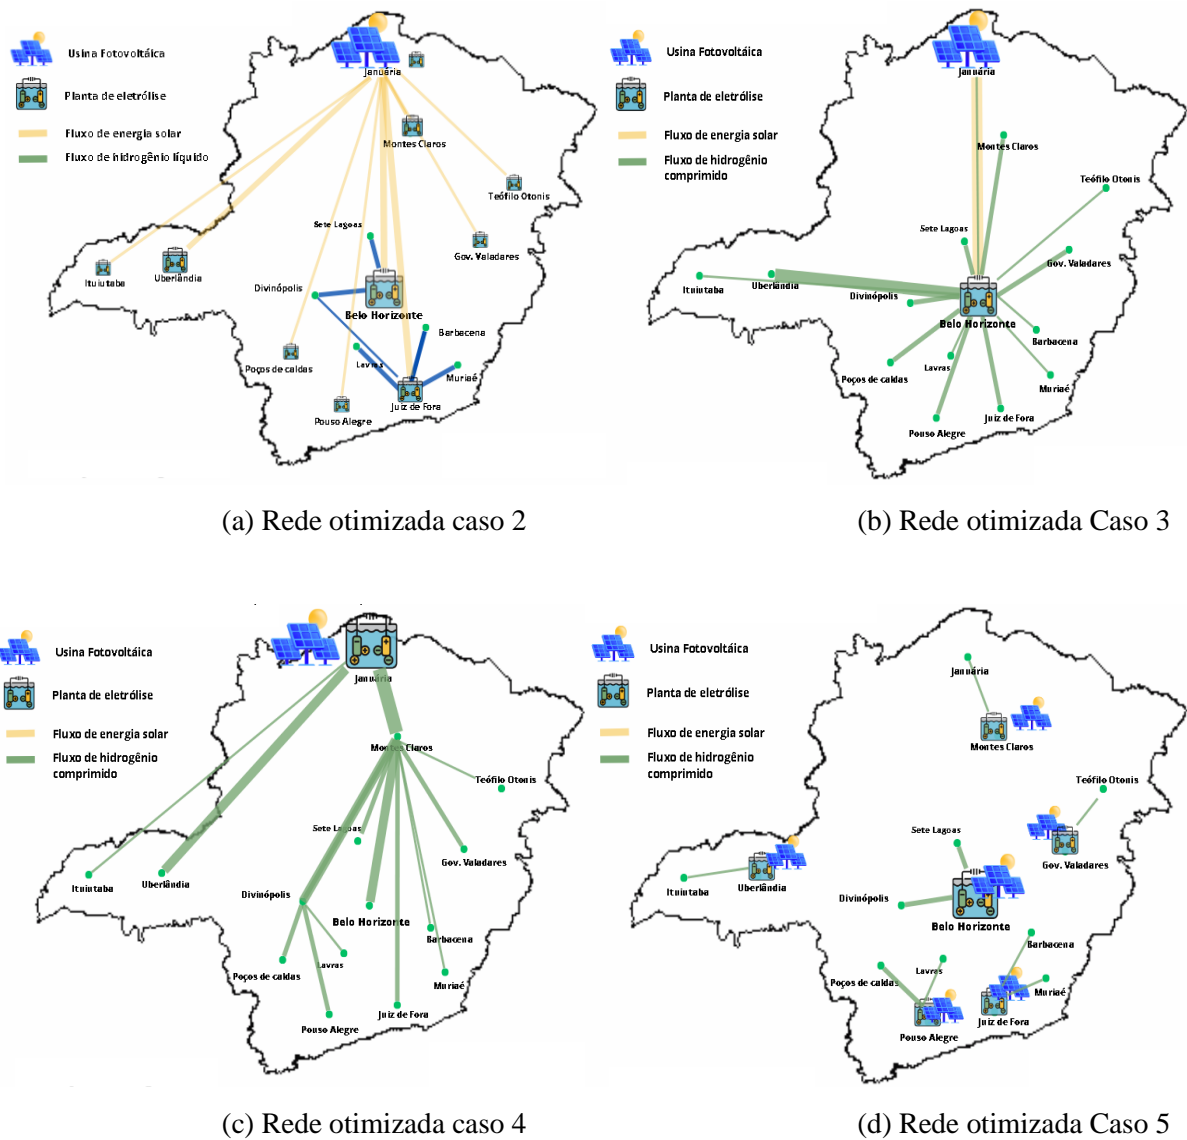 Usina Fotovoltáica
Planta de eletrólise
Fluxo de energia solar
Fluxo de hidrogênio líquido
Januária
Montes Claros
Teófilo Otonis
Sete Lagoas
Gov. Valadares
Uberlândia
Ituiutaba
Divinópolis
Belo Horizonte
Barbacena
Lavras
Poços de caldas
Muriaé
Juiz de Fora
Pouso Alegre
(a) Rede otimizada caso 2
Usina Fotovoltáica
Planta de eletrólise
Fluxo de energia solar
Fluxo de hidrogênio
comprimido
Januária
Montes Claros
Teófilo Otonis
Sete Lagoas
Gov. Valadares
Ituiutaba
Uberlândia
Divinópolis
Belo Horizonte
Barbacena
Lavras
Poços de caldas
Muriaé
Juiz de Fora
Pouso Alegre
(b) Rede otimizada Caso 3
Usina Fotovoltáica
Planta de eletrólise
Fluxo de energia solar
Fluxo de hidrogênio
comprimido
Januária
Montes Claros
Teófilo Otonis
Sete Lagoas
Gov. Valadares
Ituiutaba
Uberlândia
Divinópolis
Belo Horizonte
Barbacena
Lavras
Poços de caldas
Muriaé
Juiz de Fora
Pouso Alegre
(c) Rede otimizada caso 4
Usina Fotovoltáica
Planta de eletrólise
Fluxo de energia solar
Fluxo de hidrogênio
comprimido
Januária
Montes Claros
Teófilo Otonis
Sete Lagoas
Gov. Valadares
Ituiutaba
Uberlândia
Divinópolis
Belo Horizonte
Barbacena
Lavras
Poços de caldas
Muriaé
Juiz de Fora
Pouso Alegre
(d) Rede otimizada Caso 5